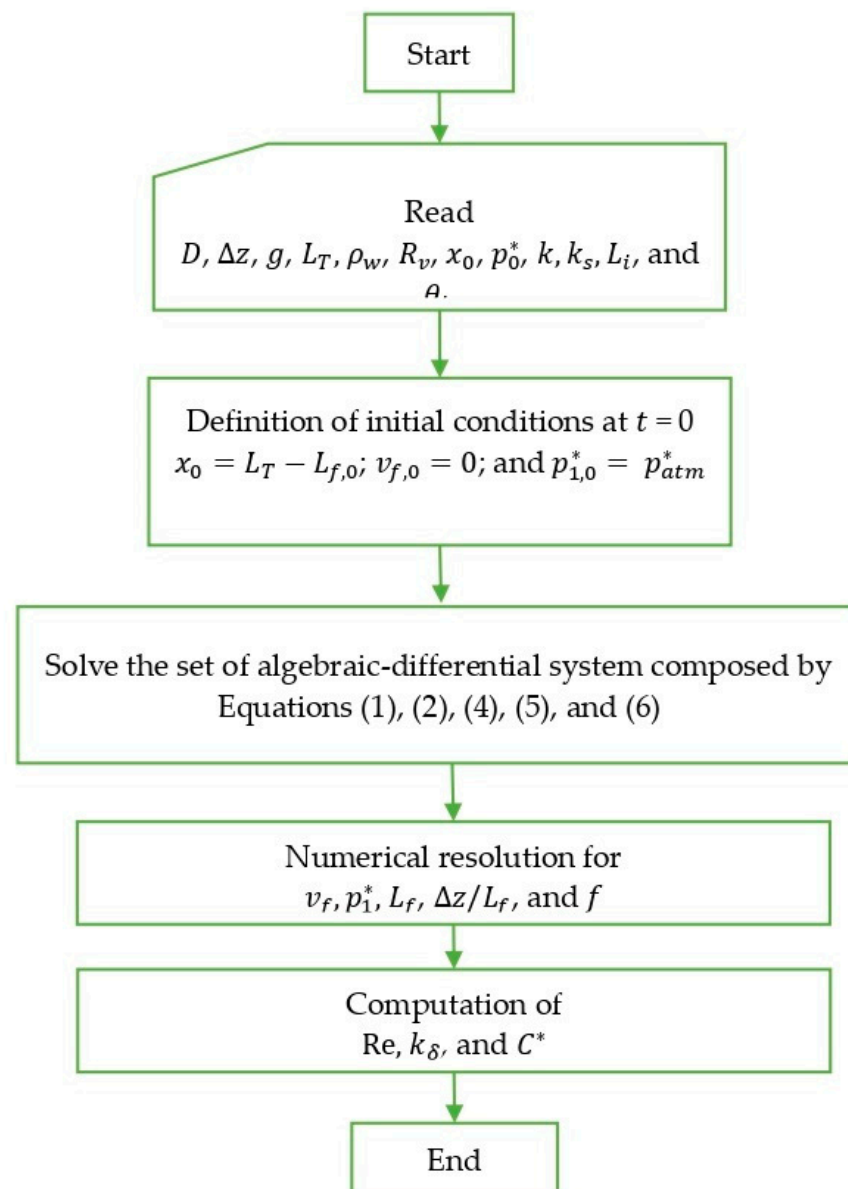 Start
Read
D, Δz, g, L_T, ρ_w, R_v, x_0, p_0^*, k, k_s, L_i, and
Definition of initial conditions at t = 0
x_0 = L_T − L_{f,0}; v_{f,0} = 0; and p_{1,0}^* = p_{atm}^*
Solve the set of algebraic-differential system composed by
Equations (1), (2), (4), (5), and (6)
Numerical resolution for
v_f, p_1^*, L_f, Δz/L_f, and f
Computation of
Re, k_δ, and C^*
End